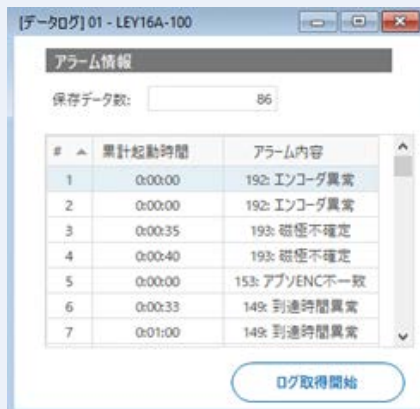 [データログ] 01 - LEY16A-100
アラーム情報
保存データ数: 86
# 累計起動時間 アラーム内容
1 0:00:00 192: エンコーダ異常
2 0:00:00 192: エンコーダ異常
3 0:00:35 193: 磁極不確定
4 0:00:40 193: 磁極不確定
5 0:00:00 153: アブソENC不一致
6 0:00:33 149: 到達時間異常
7 0:01:00 149: 到達時間異常
ログ取得開始